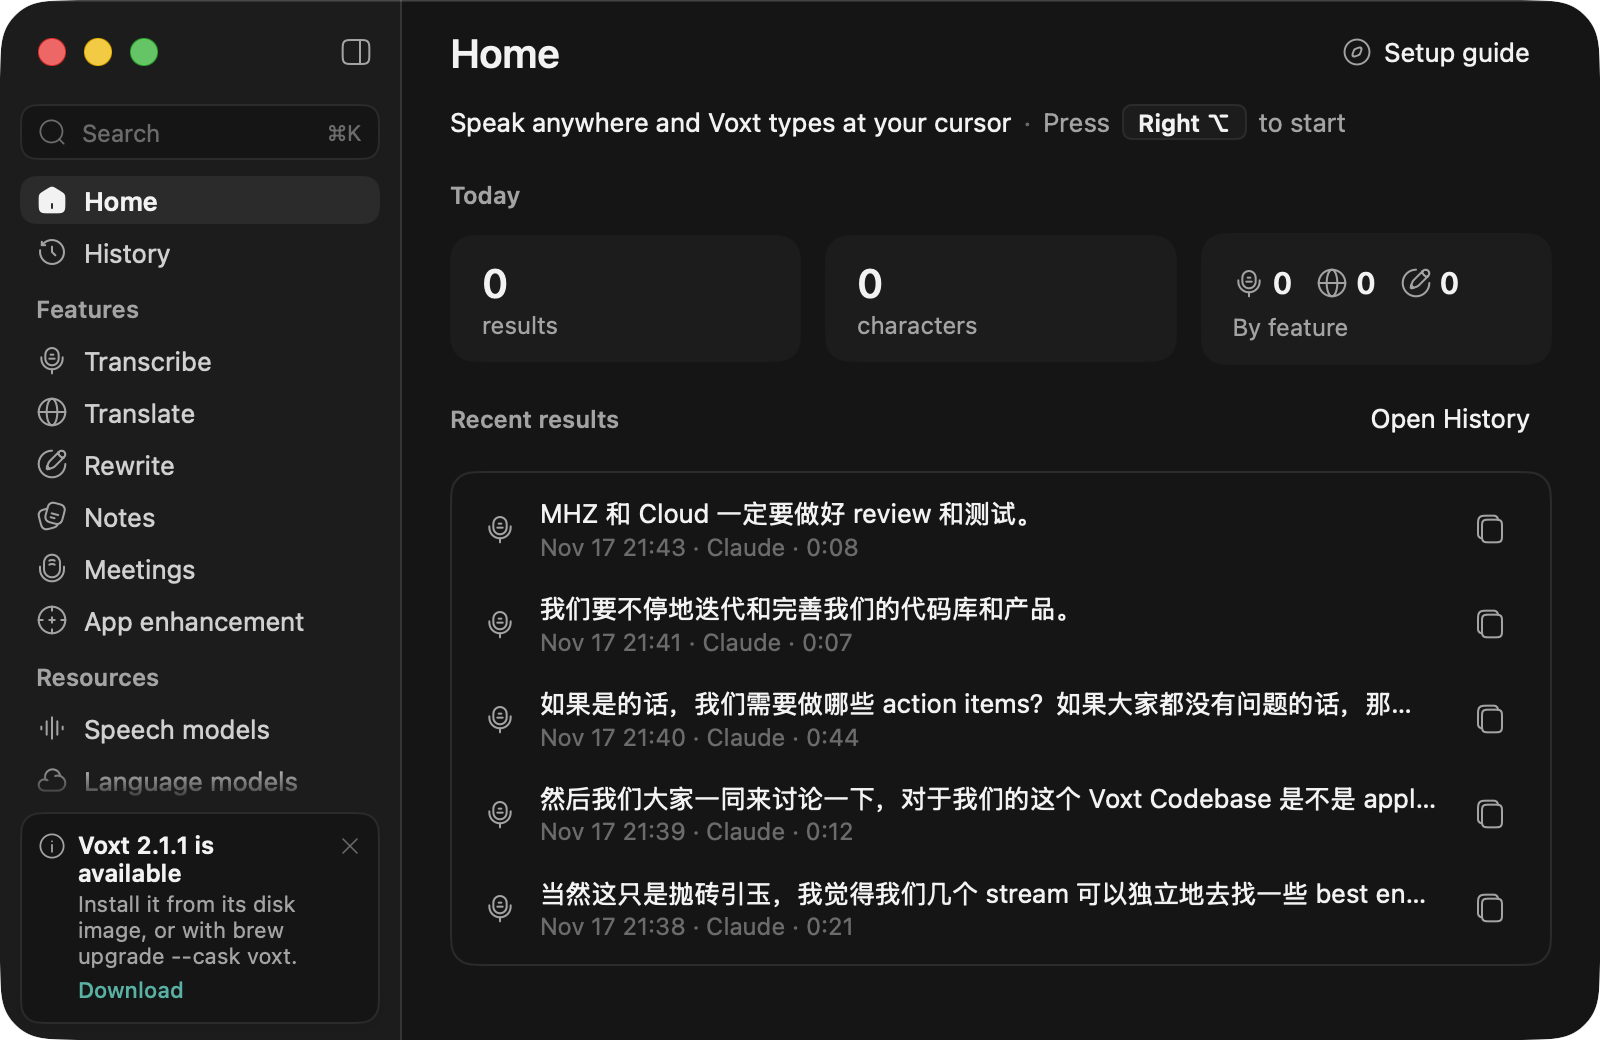 Search ⌘K
Home
History
Features
Transcribe
Translate
Rewrite
Notes
Meetings
App enhancement
Resources
Speech models
Language models
Voxt 2.1.1 is
available
Install it from its disk
image, or with brew
upgrade --cask voxt.
Download
Home
Setup guide
Speak anywhere and Voxt types at your cursor · Press Right ⌥ to start
Today
0
results
0
characters
0 0 0
By feature
Recent results
Open History
MHZ 和 Cloud 一定要做好 review 和测试。
Nov 17 21:43 · Claude · 0:08
我们要不停地迭代和完善我们的代码库和产品。
Nov 17 21:41 · Claude · 0:07
如果是的话，我们需要做哪些 action items？如果大家都没有问题的话，那...
Nov 17 21:40 · Claude · 0:44
然后我们大家一同来讨论一下，对于我们的这个 Voxt Codebase 是不是 appl...
Nov 17 21:39 · Claude · 0:12
当然这只是抛砖引玉，我觉得我们几个 stream 可以独立地去找一些 best en...
Nov 17 21:38 · Claude · 0:21